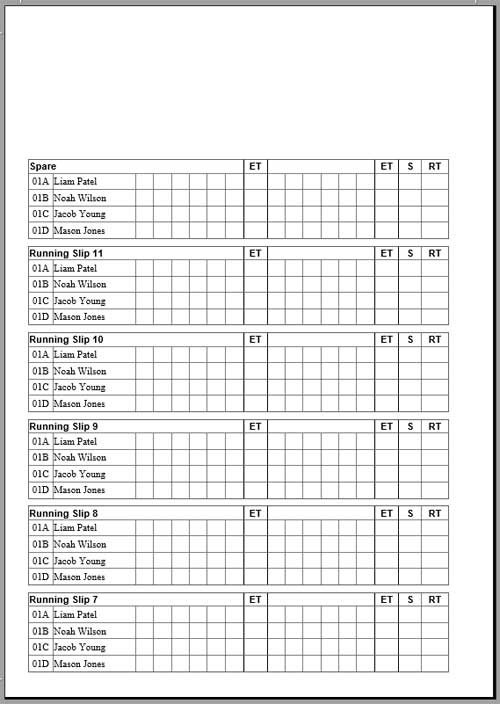 Spare ET ET S RT
01A Liam Patel
01B Noah Wilson
01C Jacob Young
01D Mason Jones
Running Slip 11 ET ET S RT
01A Liam Patel
01B Noah Wilson
01C Jacob Young
01D Mason Jones
Running Slip 10 ET ET S RT
01A Liam Patel
01B Noah Wilson
01C Jacob Young
01D Mason Jones
Running Slip 9 ET ET S RT
01A Liam Patel
01B Noah Wilson
01C Jacob Young
01D Mason Jones
Running Slip 8 ET ET S RT
01A Liam Patel
01B Noah Wilson
01C Jacob Young
01D Mason Jones
Running Slip 7 ET ET S RT
01A Liam Patel
01B Noah Wilson
01C Jacob Young
01D Mason Jones